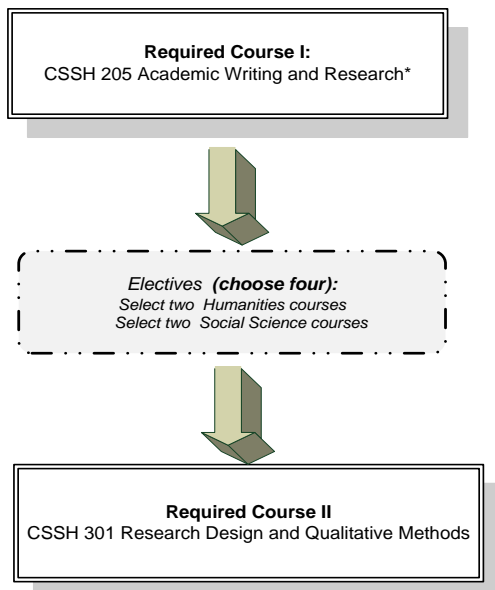 Required Course I:
CSSH 205 Academic Writing and Research*
Electives (choose four):
Select two Humanities courses
Select two Social Science courses
Required Course II
CSSH 301 Research Design and Qualitative Methods